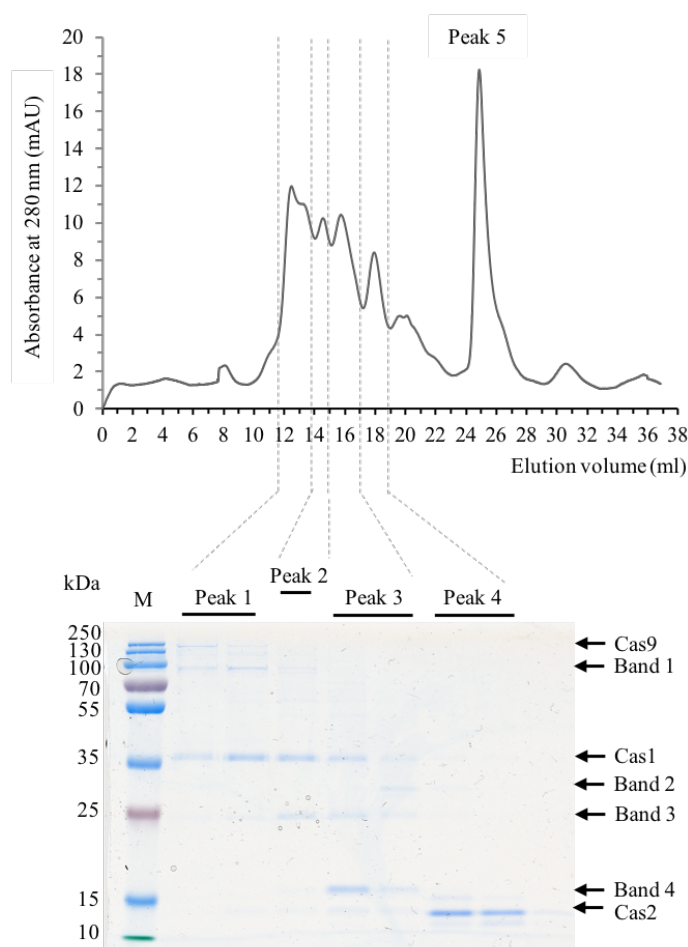 Peak 5
Absorbance at 280 nm (mAU)
20
18
16
14
12
10
8
6
4
2
0
0 2 4 6 8 10 12 14 16 18 20 22 24 26 28 30 32 34 36 38
Elution volume (ml)
kDa
M
Peak 1
Peak 2
Peak 3
Peak 4
250
130
100
70
55
35
25
15
10
Cas9
Band 1
Cas1
Band 2
Band 3
Band 4
Cas2